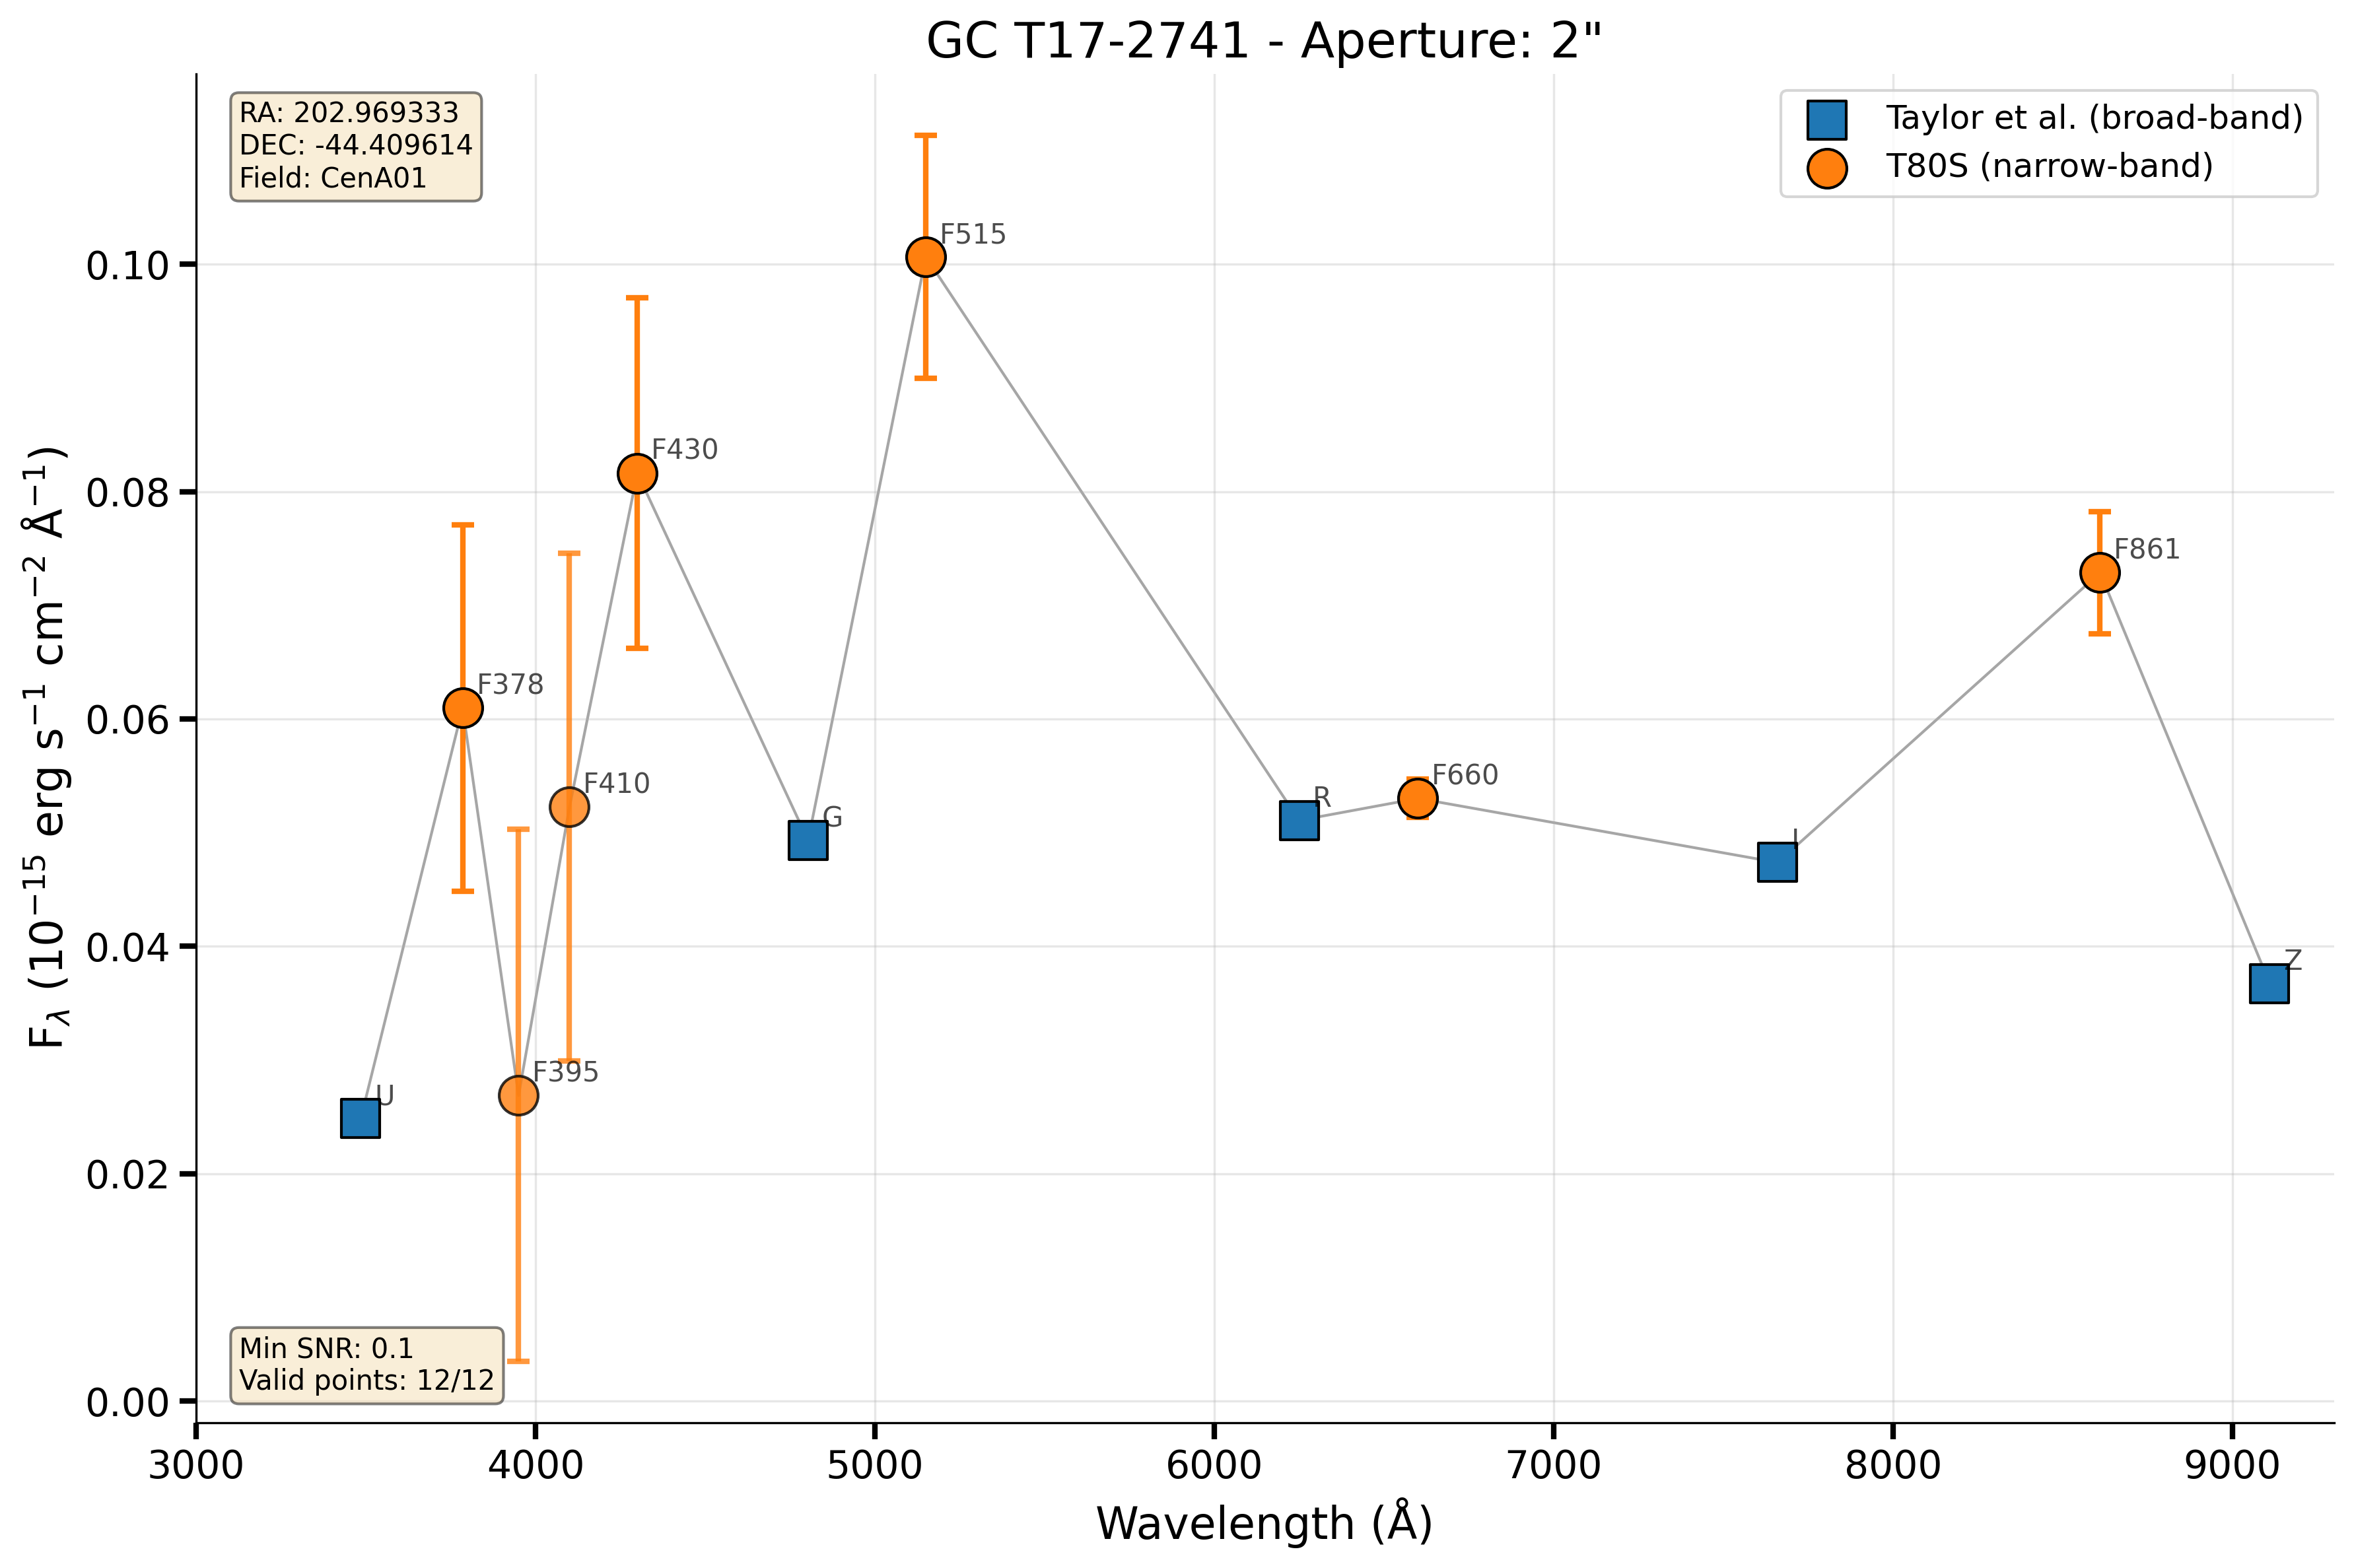 GC T17-2741 - Aperture: 2"
RA: 202.969333
DEC: -44.409614
Field: CenA01
Taylor et al. (broad-band)
T80S (narrow-band)
F515
0.10
F430
0.08
F861
F378
0.06
F410
F660
R
G
I
0.04
Z
F395
U
0.02
Min SNR: 0.1
Valid points: 12/12
0.00
3000 4000 5000 6000 7000 8000 9000
Wavelength (Å)
F_λ (10⁻¹⁵ erg s⁻¹ cm⁻² Å⁻¹)